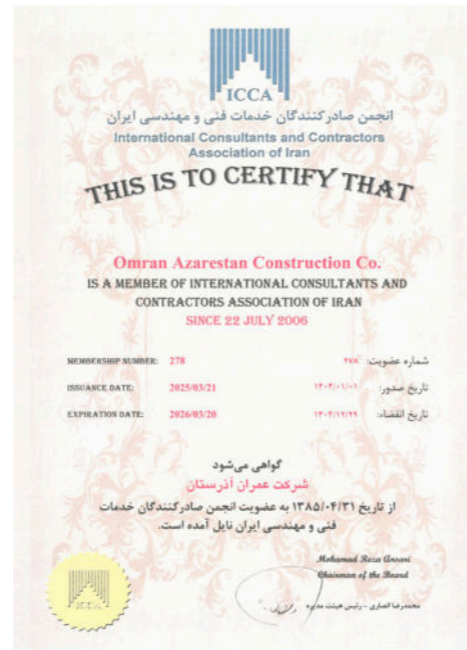 ICCA
انجمن صادرکنندگان خدمات فنی و مهندسی ایران
International Consultants and Contractors
Association of Iran
THIS IS TO CERTIFY THAT
Omran Azarestan Construction Co.
IS A MEMBER OF INTERNATIONAL CONSULTANTS AND
CONTRACTORS ASSOCIATION OF IRAN
SINCE 22 JULY 2006
MEMBERSHIP NUMBER: 278 شماره عضویت: ۲۷۸
ISSUANCE DATE: 2025/03/21 تاریخ صدور: ۱۴۰۴/۰۱/۰۱
EXPIRATION DATE: 2026/03/20 تاریخ انقضاء: ۱۴۰۴/۱۲/۲۹
گواهی می‌شود
شرکت عمران آذرستان
از تاریخ ۱۳۸۵/۰۴/۳۱ به عضویت انجمن صادرکنندگان خدمات
فنی و مهندسی ایران نایل آمده است.
Mohamad Reza Ansari
Chairman of the Board
محمدرضا انصاری - رئیس هیئت مدیره
ICCA